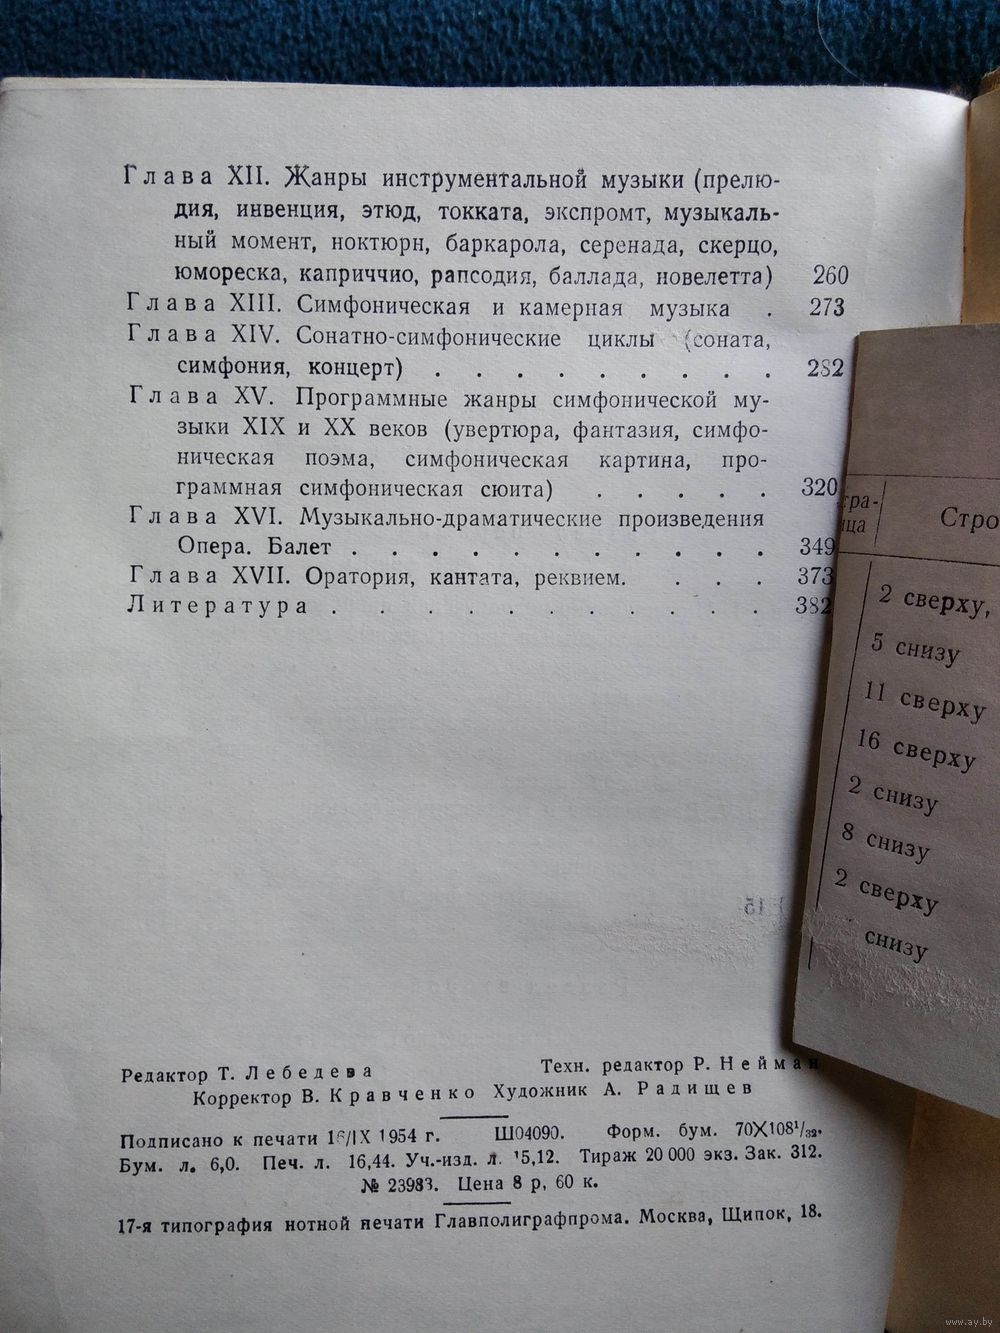 Глава XII. Жанры инструментальной музыки (прелю-
дия, инвенция, этюд, токката, экспромт, музыкаль-
ный момент, ноктюрн, баркарола, серенада, скерцо,
юмореска, каприччио, рапсодия, баллада, новелетта) 260
Глава XIII. Симфоническая и камерная музыка . 273
Глава XIV. Сонатно-симфонические циклы (соната,
симфония, концерт) . . . . . . . . . 282
Глава XV. Программные жанры симфонической му-
зыки XIX и XX веков (увертюра, фантазия, симфо-
ническая поэма, симфоническая картина, про-
граммная симфоническая сюита) . . . . . 320
Глава XVI. Музыкально-драматические произведения
Опера. Балет . . . . . . . . . . . 349
Глава XVII. Оратория, кантата, реквием. . . . 373
Литература . . . . . . . . . . . 382
Редактор Т. Лебедева Техн. редактор Р. Нейман
Корректор В. Кравченко Художник А. Радищев
Подписано к печати /IX 1954 г. Ш04090. Форм. бум. 70X108¹/₃₂.
Бум. л. 6,0. Печ. л. 16,44. Уч.-изд. л. 15,12. Тираж 20 000 экз. Зак. 312.
№ 23983. Цена 8 р, 60 к.
17-я типография нотной печати Главполиграфпрома. Москва, Щипок, 18.
тра-
ица
Стро
2 сверху,
5 снизу
11 сверху
16 сверху
2 снизу
8 снизу
2 сверху
снизу
www.ay.by